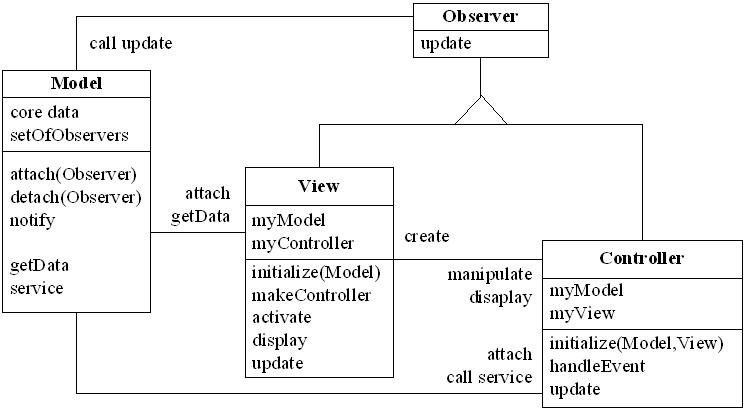 Observer
update
call update
Model
core data
setOfObservers
attach(Observer)
detach(Observer)
notify
getData
service
attach
getData
View
myModel
myController
initialize(Model)
makeController
activate
display
update
create
manipulate
disaplay
Controller
myModel
myView
initialize(Model,View)
handleEvent
update
attach
call service